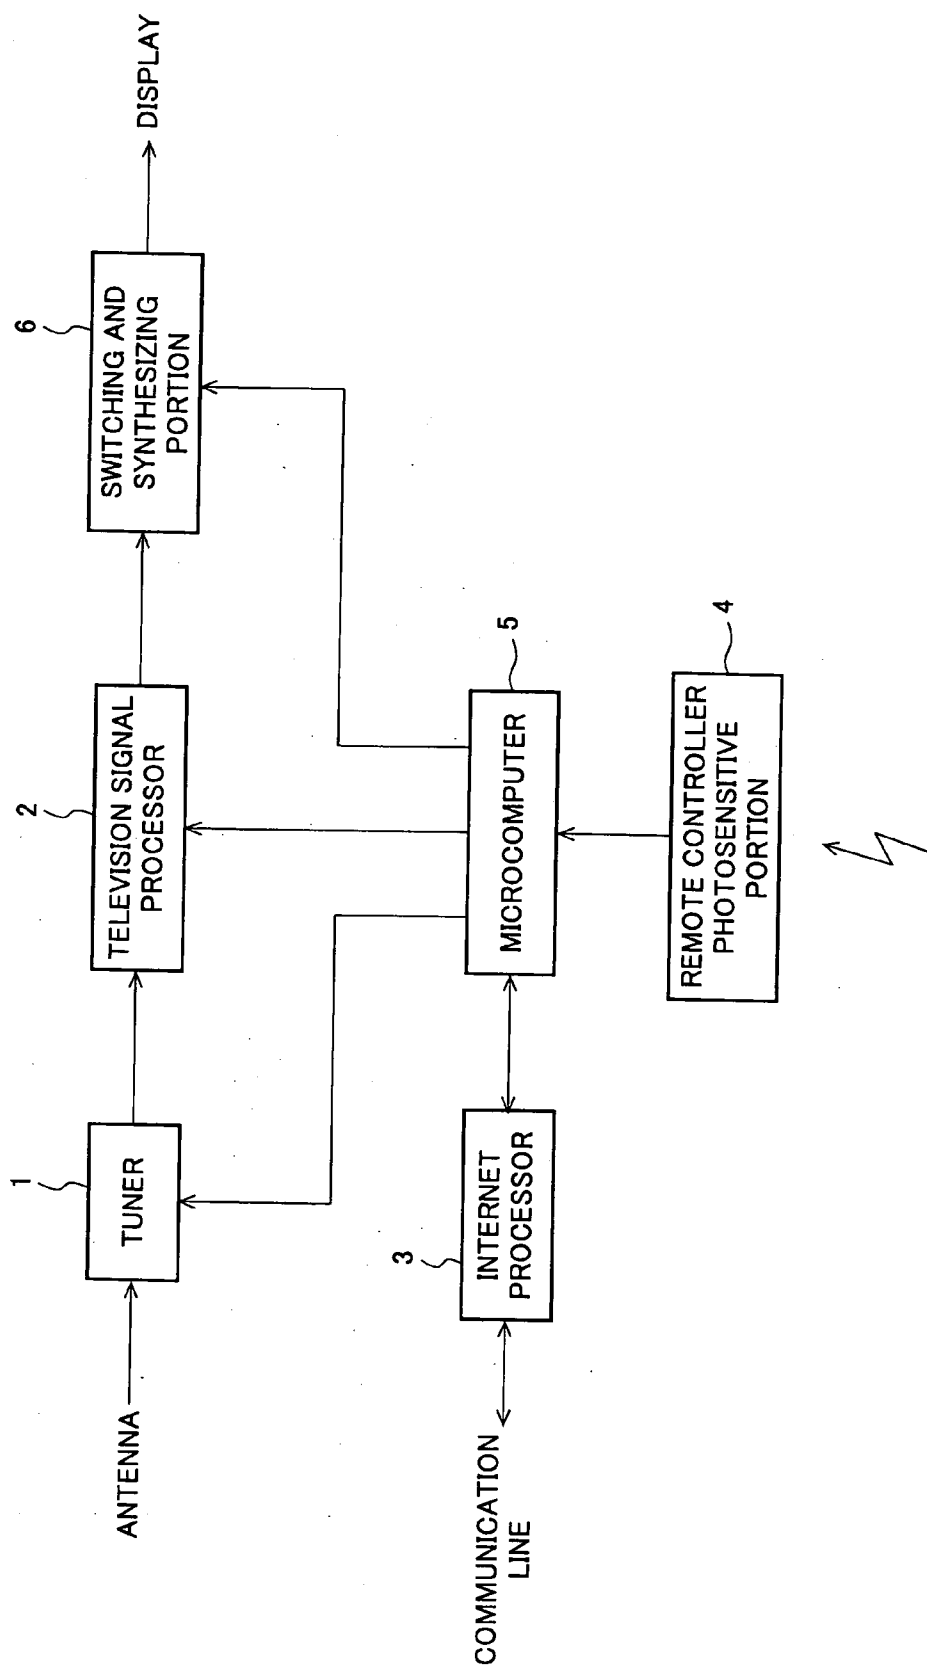 ANTENNA
1
TUNER
2
TELEVISION SIGNAL
PROCESSOR
6
SWITCHING AND
SYNTHESIZING
PORTION
DISPLAY
COMMUNICATION
LINE
3
INTERNET
PROCESSOR
5
MICROCOMPUTER
4
REMOTE CONTROLLER
PHOTOSENSITIVE
PORTION